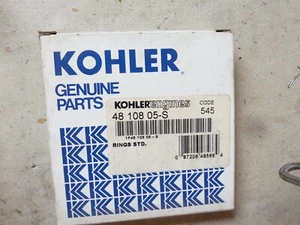 KOHLER
GENUINE
PARTS
KOHLERengines
CODE
48 108 05-S
545
RINGS STD.